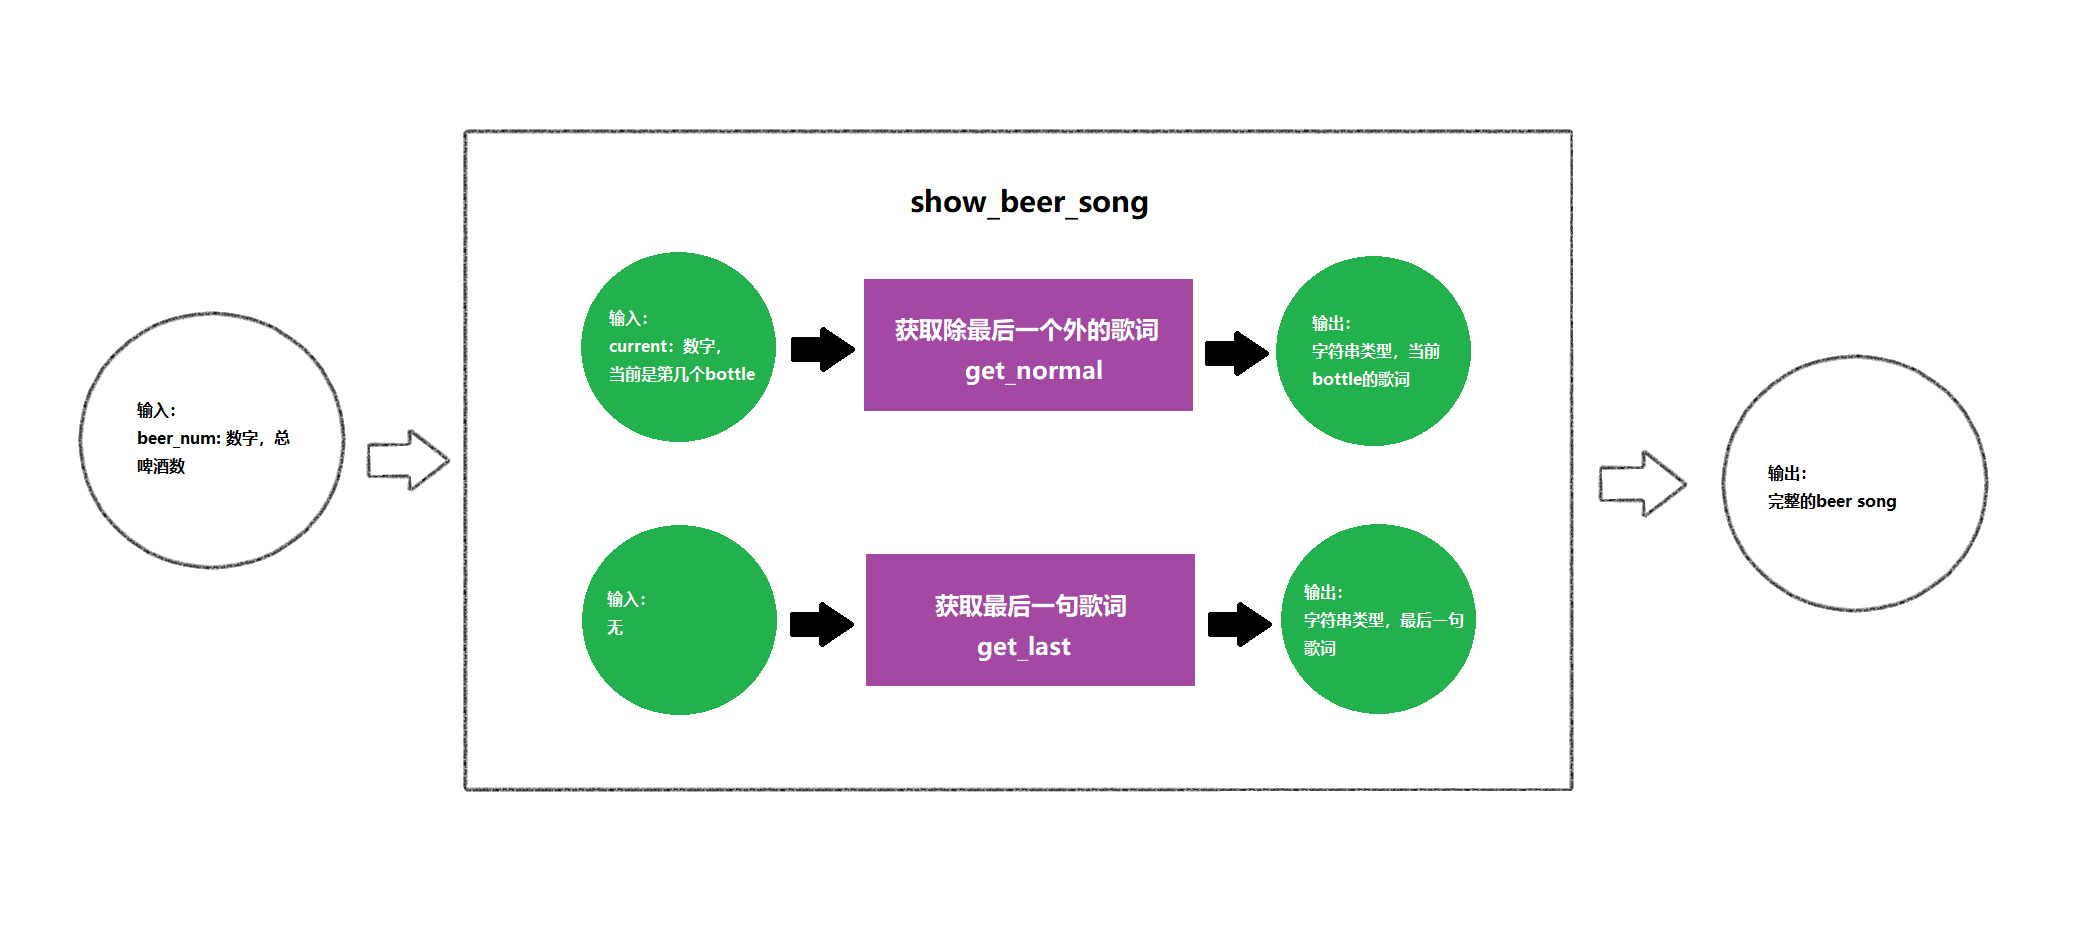 show_beer_song
输入：
beer_num: 数字，总
啤酒数
输入：
current：数字，
当前是第几个bottle
获取除最后一个外的歌词
get_normal
输出：
字符串类型，当前
bottle的歌词
输入：
无
获取最后一句歌词
get_last
输出：
字符串类型，最后一句
歌词
输出：
完整的beer song